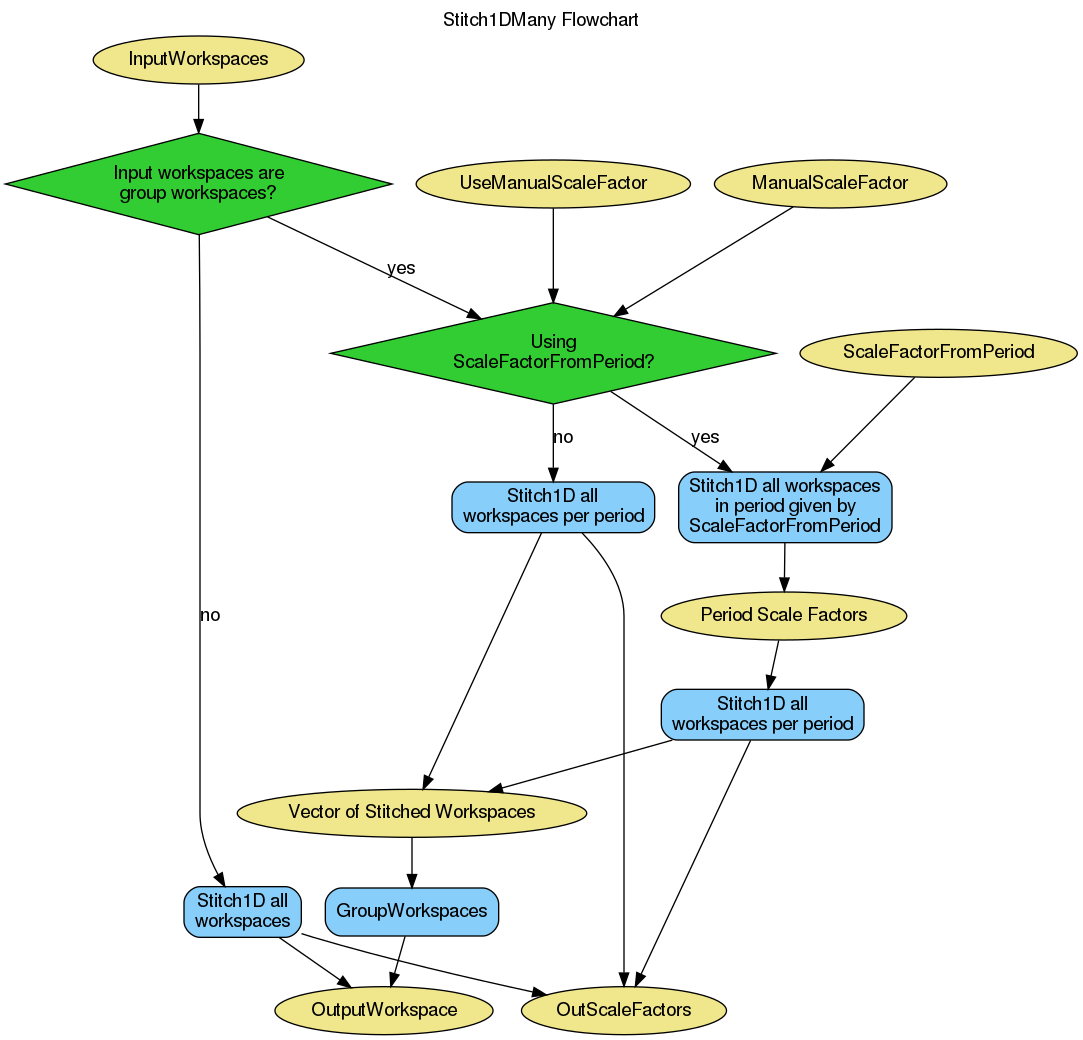 Stitch1DMany Flowchart
InputWorkspaces
Input workspaces are
group workspaces?
UseManualScaleFactor
ManualScaleFactor
yes
Using
ScaleFactorFromPeriod?
ScaleFactorFromPeriod
no
yes
Stitch1D all
workspaces per period
Stitch1D all workspaces
in period given by
ScaleFactorFromPeriod
no
Period Scale Factors
Stitch1D all
workspaces per period
Vector of Stitched Workspaces
Stitch1D all
workspaces
GroupWorkspaces
OutputWorkspace
OutScaleFactors